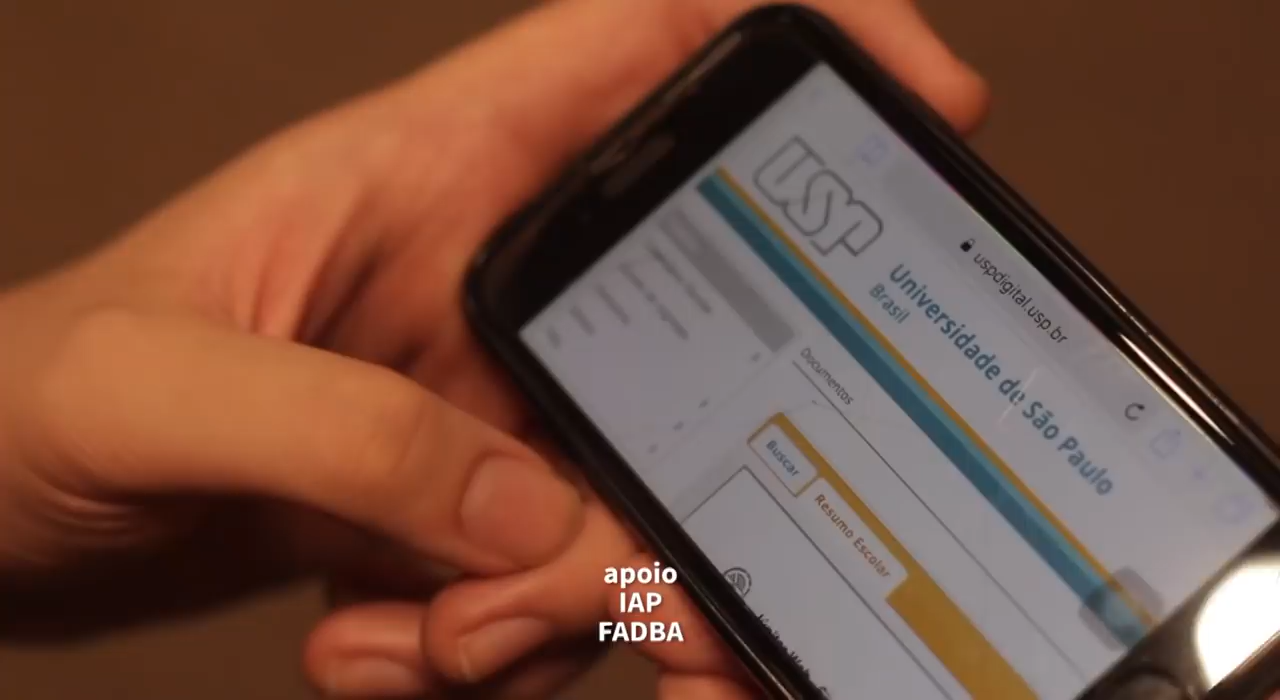 uspdigital.usp.br
USP
Universidade de São Paulo
Brasil
Documentos
Buscar
Resumo Escolar
apoio
IAP
FADBA